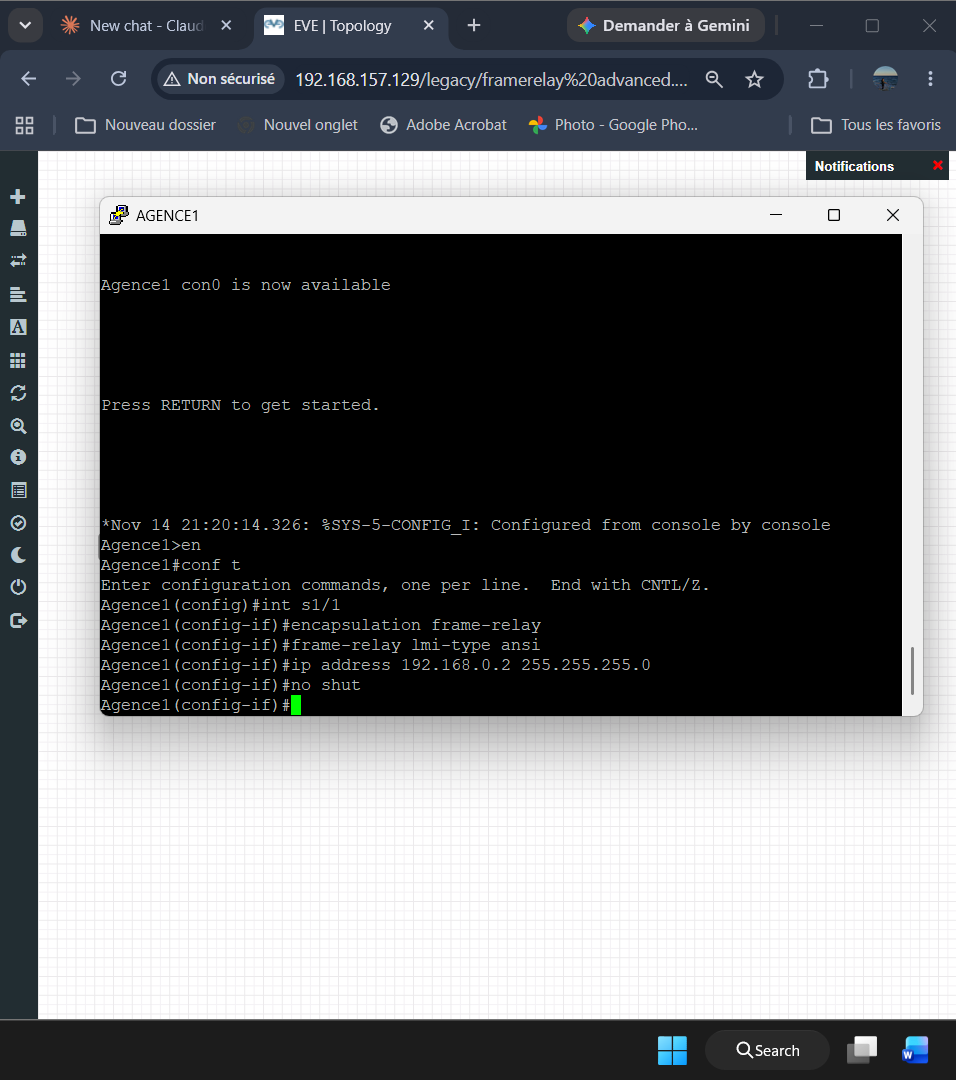 New chat - Claud
EVE | Topology
Demander à Gemini
Non sécurisé
192.168.157.129/legacy/framerelay%20advanced....
Nouveau dossier
Nouvel onglet
Adobe Acrobat
Photo - Google Pho...
Tous les favoris
Notifications
AGENCE1
Agence1 con0 is now available
Press RETURN to get started.
*Nov 14 21:20:14.326: %SYS-5-CONFIG_I: Configured from console by console
Agence1>en
Agence1#conf t
Enter configuration commands, one per line.  End with CNTL/Z.
Agence1(config)#int s1/1
Agence1(config-if)#encapsulation frame-relay
Agence1(config-if)#frame-relay lmi-type ansi
Agence1(config-if)#ip address 192.168.0.2 255.255.255.0
Agence1(config-if)#no shut
Agence1(config-if)#
Search